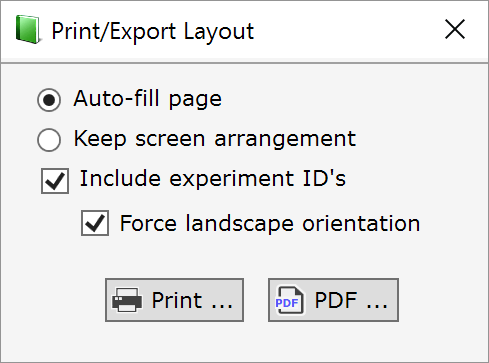 Print/Export Layout
Auto-fill page
Keep screen arrangement
Include experiment ID's
Force landscape orientation
Print ... PDF PDF ...